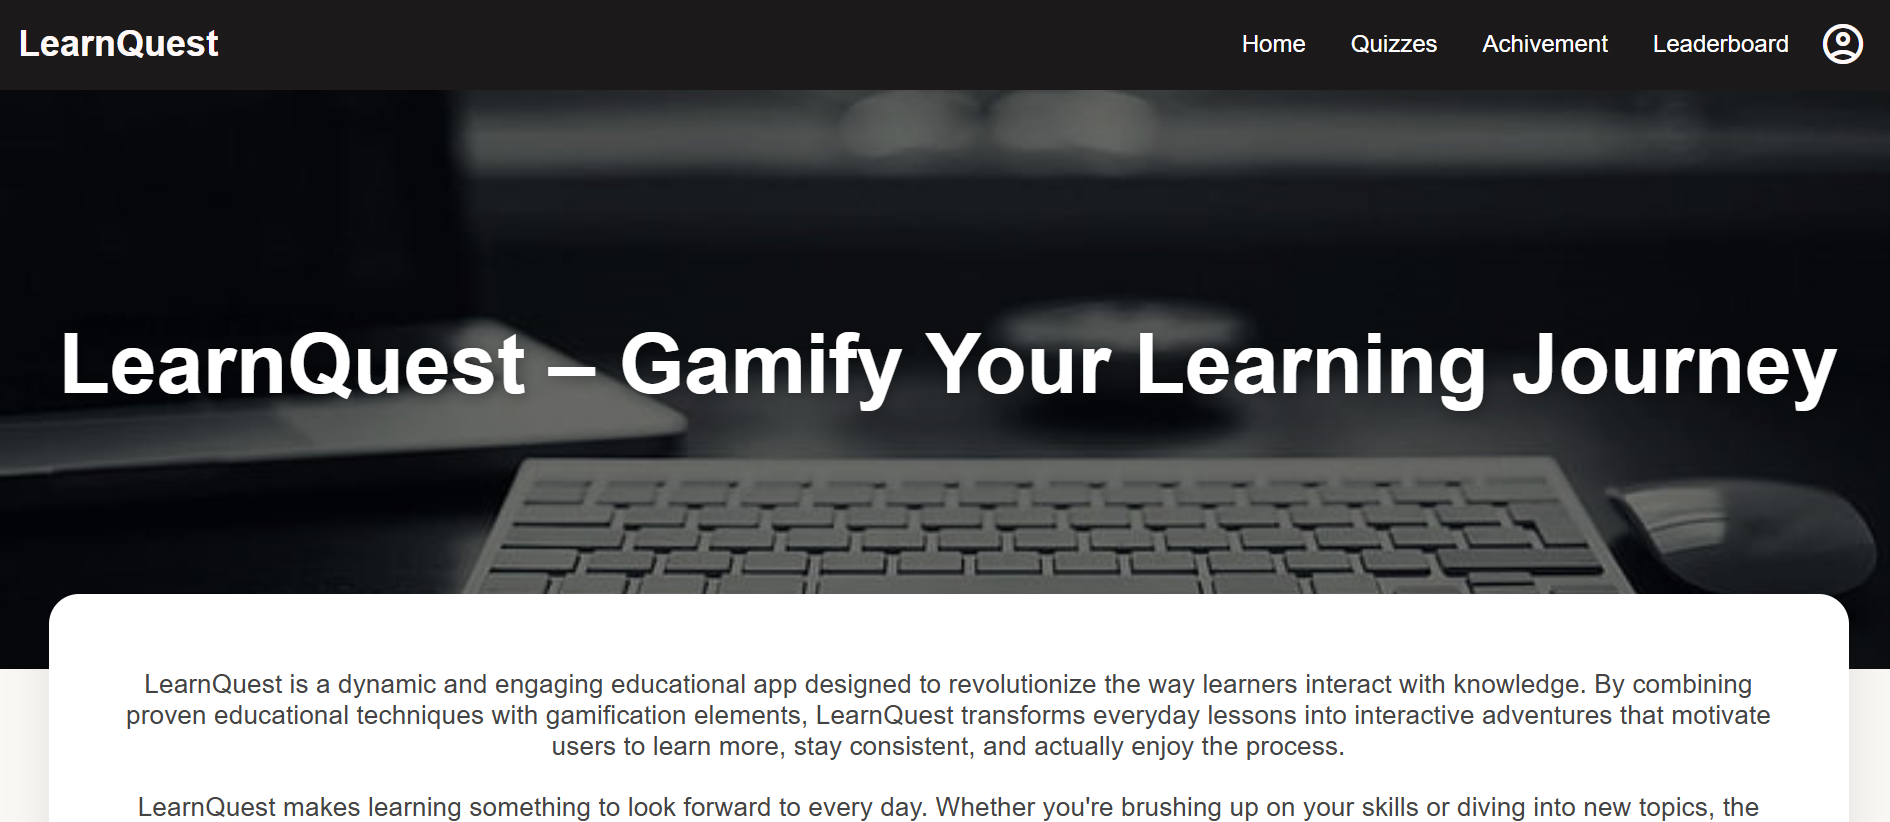 LearnQuest
Home Quizzes Achivement Leaderboard
LearnQuest – Gamify Your Learning Journey
LearnQuest is a dynamic and engaging educational app designed to revolutionize the way learners interact with knowledge. By combining
proven educational techniques with gamification elements, LearnQuest transforms everyday lessons into interactive adventures that motivate
users to learn more, stay consistent, and actually enjoy the process.
LearnQuest makes learning something to look forward to every day. Whether you're brushing up on your skills or diving into new topics, the